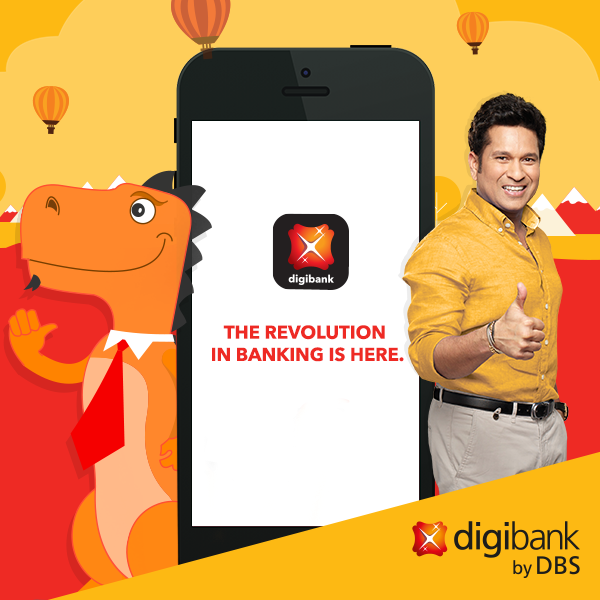 digibank
THE REVOLUTION
IN BANKING IS HERE.
digibank
by DBS